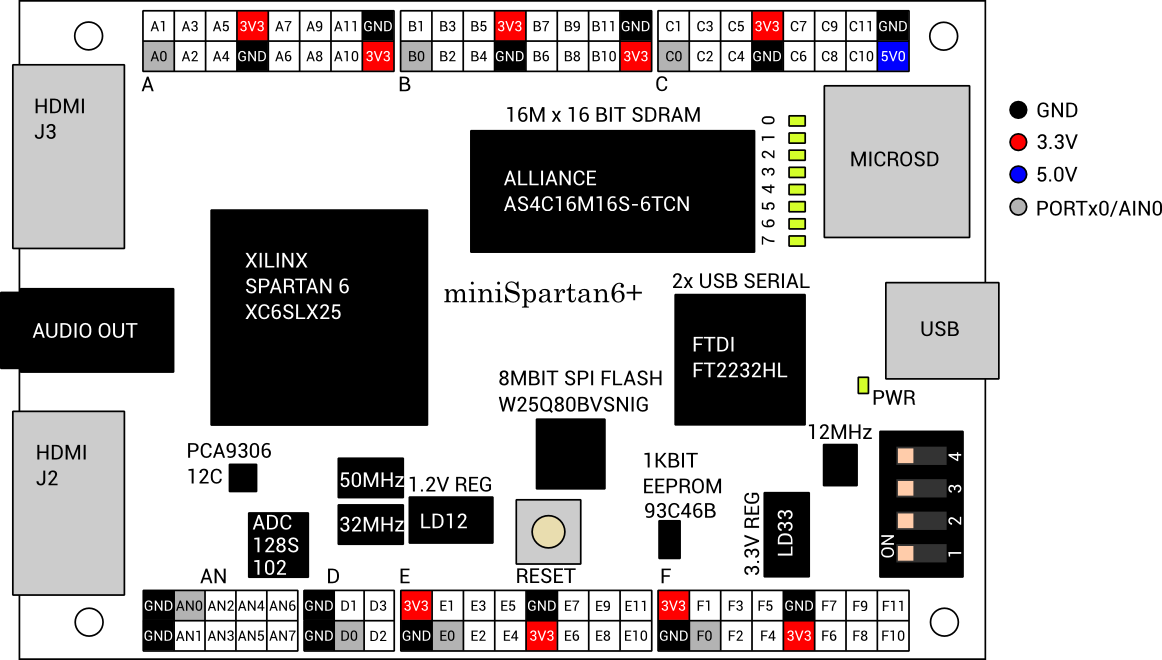 A1 A3 A5 3V3 A7 A9 A11 GND
A0 A2 A4 GND A6 A8 A10 3V3
A
B1 B3 B5 3V3 B7 B9 B11 GND
B0 B2 B4 GND B6 B8 B10 3V3
B
C1 C3 C5 3V3 C7 C9 C11 GND
C0 C2 C4 GND C6 C8 C10 5V0
C
HDMI
J3
16M x 16 BIT SDRAM
ALLIANCE
AS4C16M16S-6TCN
0
1
2
3
4
5
6
7
MICROSD
GND
3.3V
5.0V
PORTx0/AIN0
XILINX
SPARTAN 6
XC6SLX25
miniSpartan6+
2x USB SERIAL
FTDI
FT2232HL
AUDIO OUT
USB
PWR
8MBIT SPI FLASH
W25Q80BVSNIG
12MHz
HDMI
J2
PCA9306
12C
50MHz
32MHz
1.2V REG
LD12
1KBIT
EEPROM
93C46B
3.3V REG
LD33
4
3
2
1
ON
ADC
128S
102
RESET
AN
GND AN0 AN2 AN4 AN6
GND AN1 AN3 AN5 AN7
D
GND D1 D3
GND D0 D2
E
3V3 E1 E3 E5 GND E7 E9 E11
GND E0 E2 E4 3V3 E6 E8 E10
F
3V3 F1 F3 F5 GND F7 F9 F11
GND F0 F2 F4 3V3 F6 F8 F10